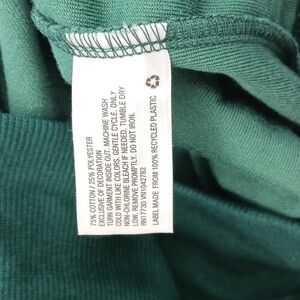 75% COTTON / 25% POLYESTER
EXCLUSIVE OF DECORATION
TURN GARMENT INSIDE OUT. MACHINE WASH
COLD WITH LIKE COLORS, GENTLE CYCLE. ONLY
NON-CHLORINE BLEACH IF NEEDED. TUMBLE DRY
LOW, REMOVE PROMPTLY. DO NOT IRON.
RN17730 VN1042782
LABEL MADE FROM 100% RECYCLED PLASTIC